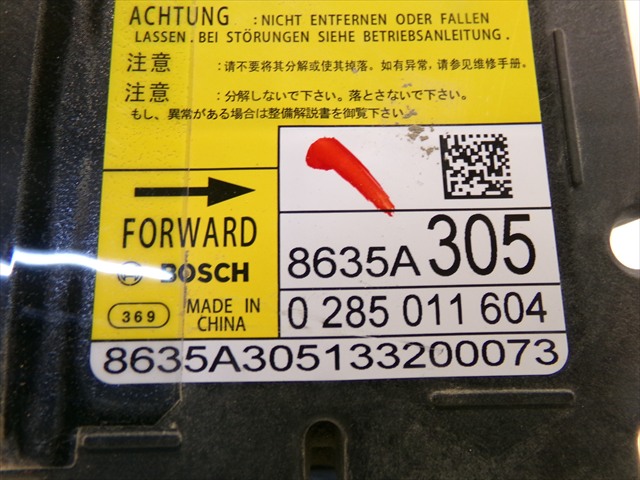 ACHTUNG : NICHT ENTFERNEN ODER FALLEN
LASSEN. BEI STÖRUNGEN SIEHE BETRIEBSANLEITUNG.
注意 : 请不要将其分解或使其掉落。如有异常，请参见维修手册。
注意 : 分解しないで下さい。落とさないで下さい。
もし、異常がある場合は整備解説書を御覧下さい。
FORWARD
BOSCH
369
MADE IN
CHINA
8635A305
0 285 011 604
8635A305133200073